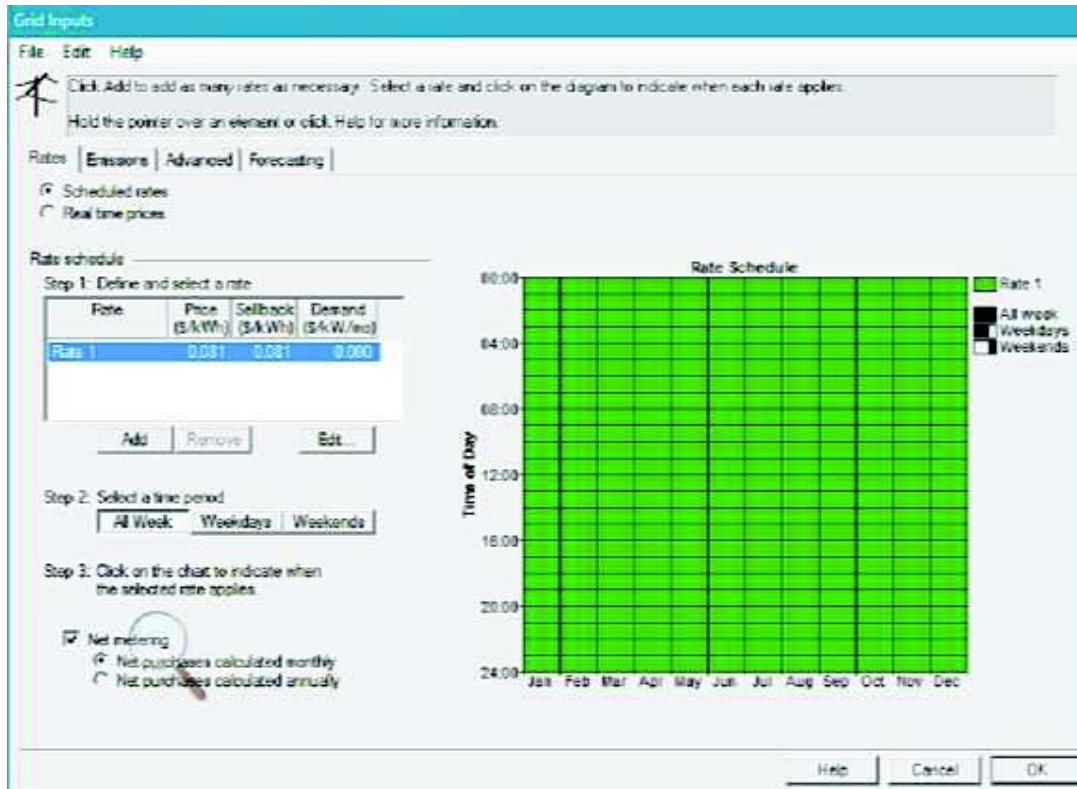 Grid Inputs
File Edit Help
Click Add to add as many rates as necessary. Select a rate and click on the diagram to indicate when each rate applies.
Hold the pointer over an element or click Help for more information.
Rates Emissions Advanced Forecasting
Scheduled rates
Real time prices
Rate schedule
Step 1: Define and select a rate
Rate Price Sellback Demand
($/kWh) ($/kWh) ($/kW/mo)
Rate 1 0.081 0.081 0.000
Add Remove Edit...
Step 2: Select a time period
All Week Weekdays Weekends
Step 3: Click on the chart to indicate when
the selected rate applies.
Net metering
Net purchases calculated monthly
Net purchases calculated annually
Rate Schedule
Time of Day
00:00
04:00
08:00
12:00
16:00
20:00
24:00
Jan Feb Mar Apr May Jun Jul Aug Sep Oct Nov Dec
Rate 1
All week
Weekdays
Weekends
Help Cancel OK